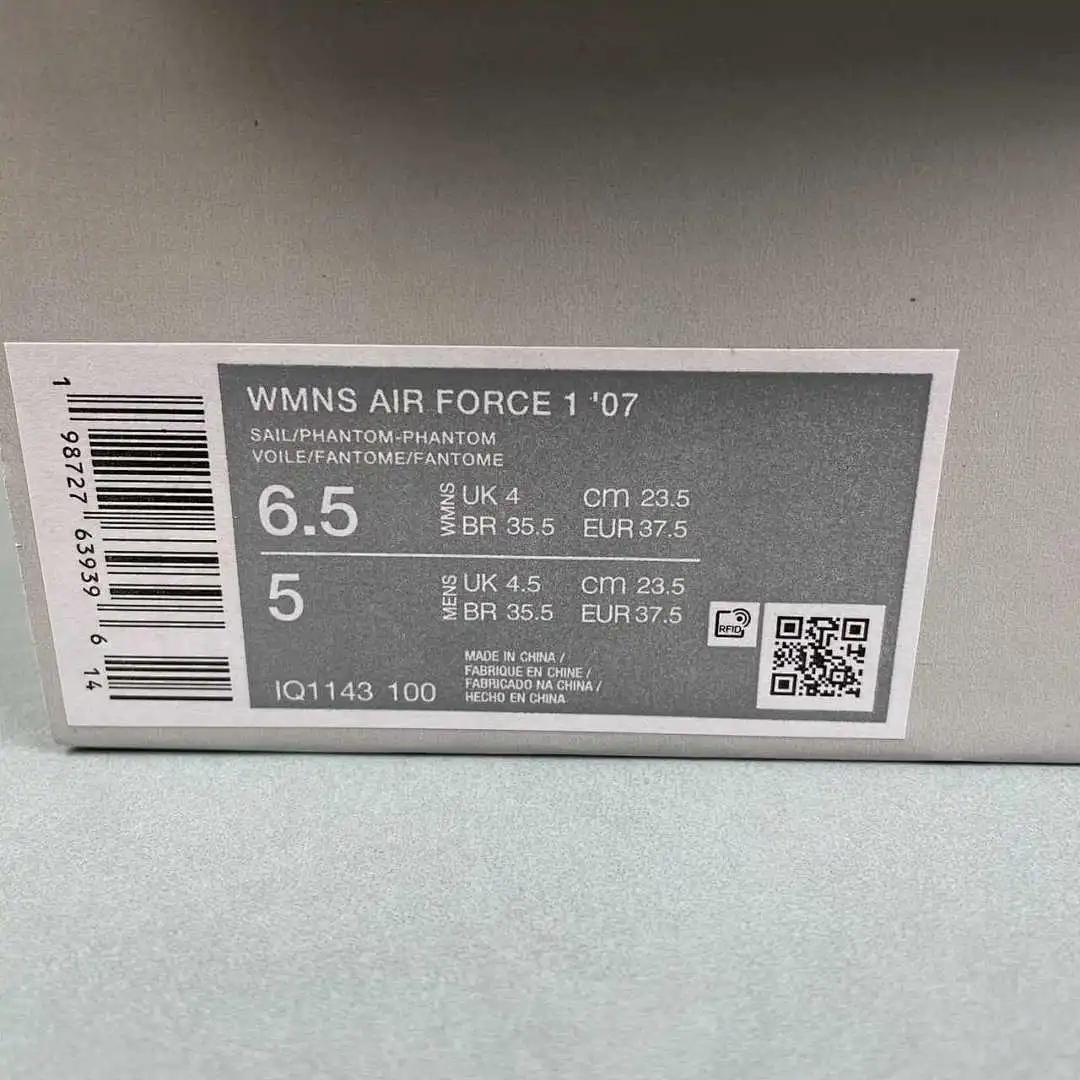 1 98727 63939 6 14
WMNS AIR FORCE 1 '07
SAIL/PHANTOM-PHANTOM
VOILE/FANTOME/FANTOME
6.5 WMNS UK 4 cm 23.5
BR 35.5 EUR 37.5
5 MENS UK 4.5 cm 23.5
BR 35.5 EUR 37.5
RFID
MADE IN CHINA /
FABRIQUE EN CHINE /
FABRICADO NA CHINA /
HECHO EN CHINA
IQ1143 100